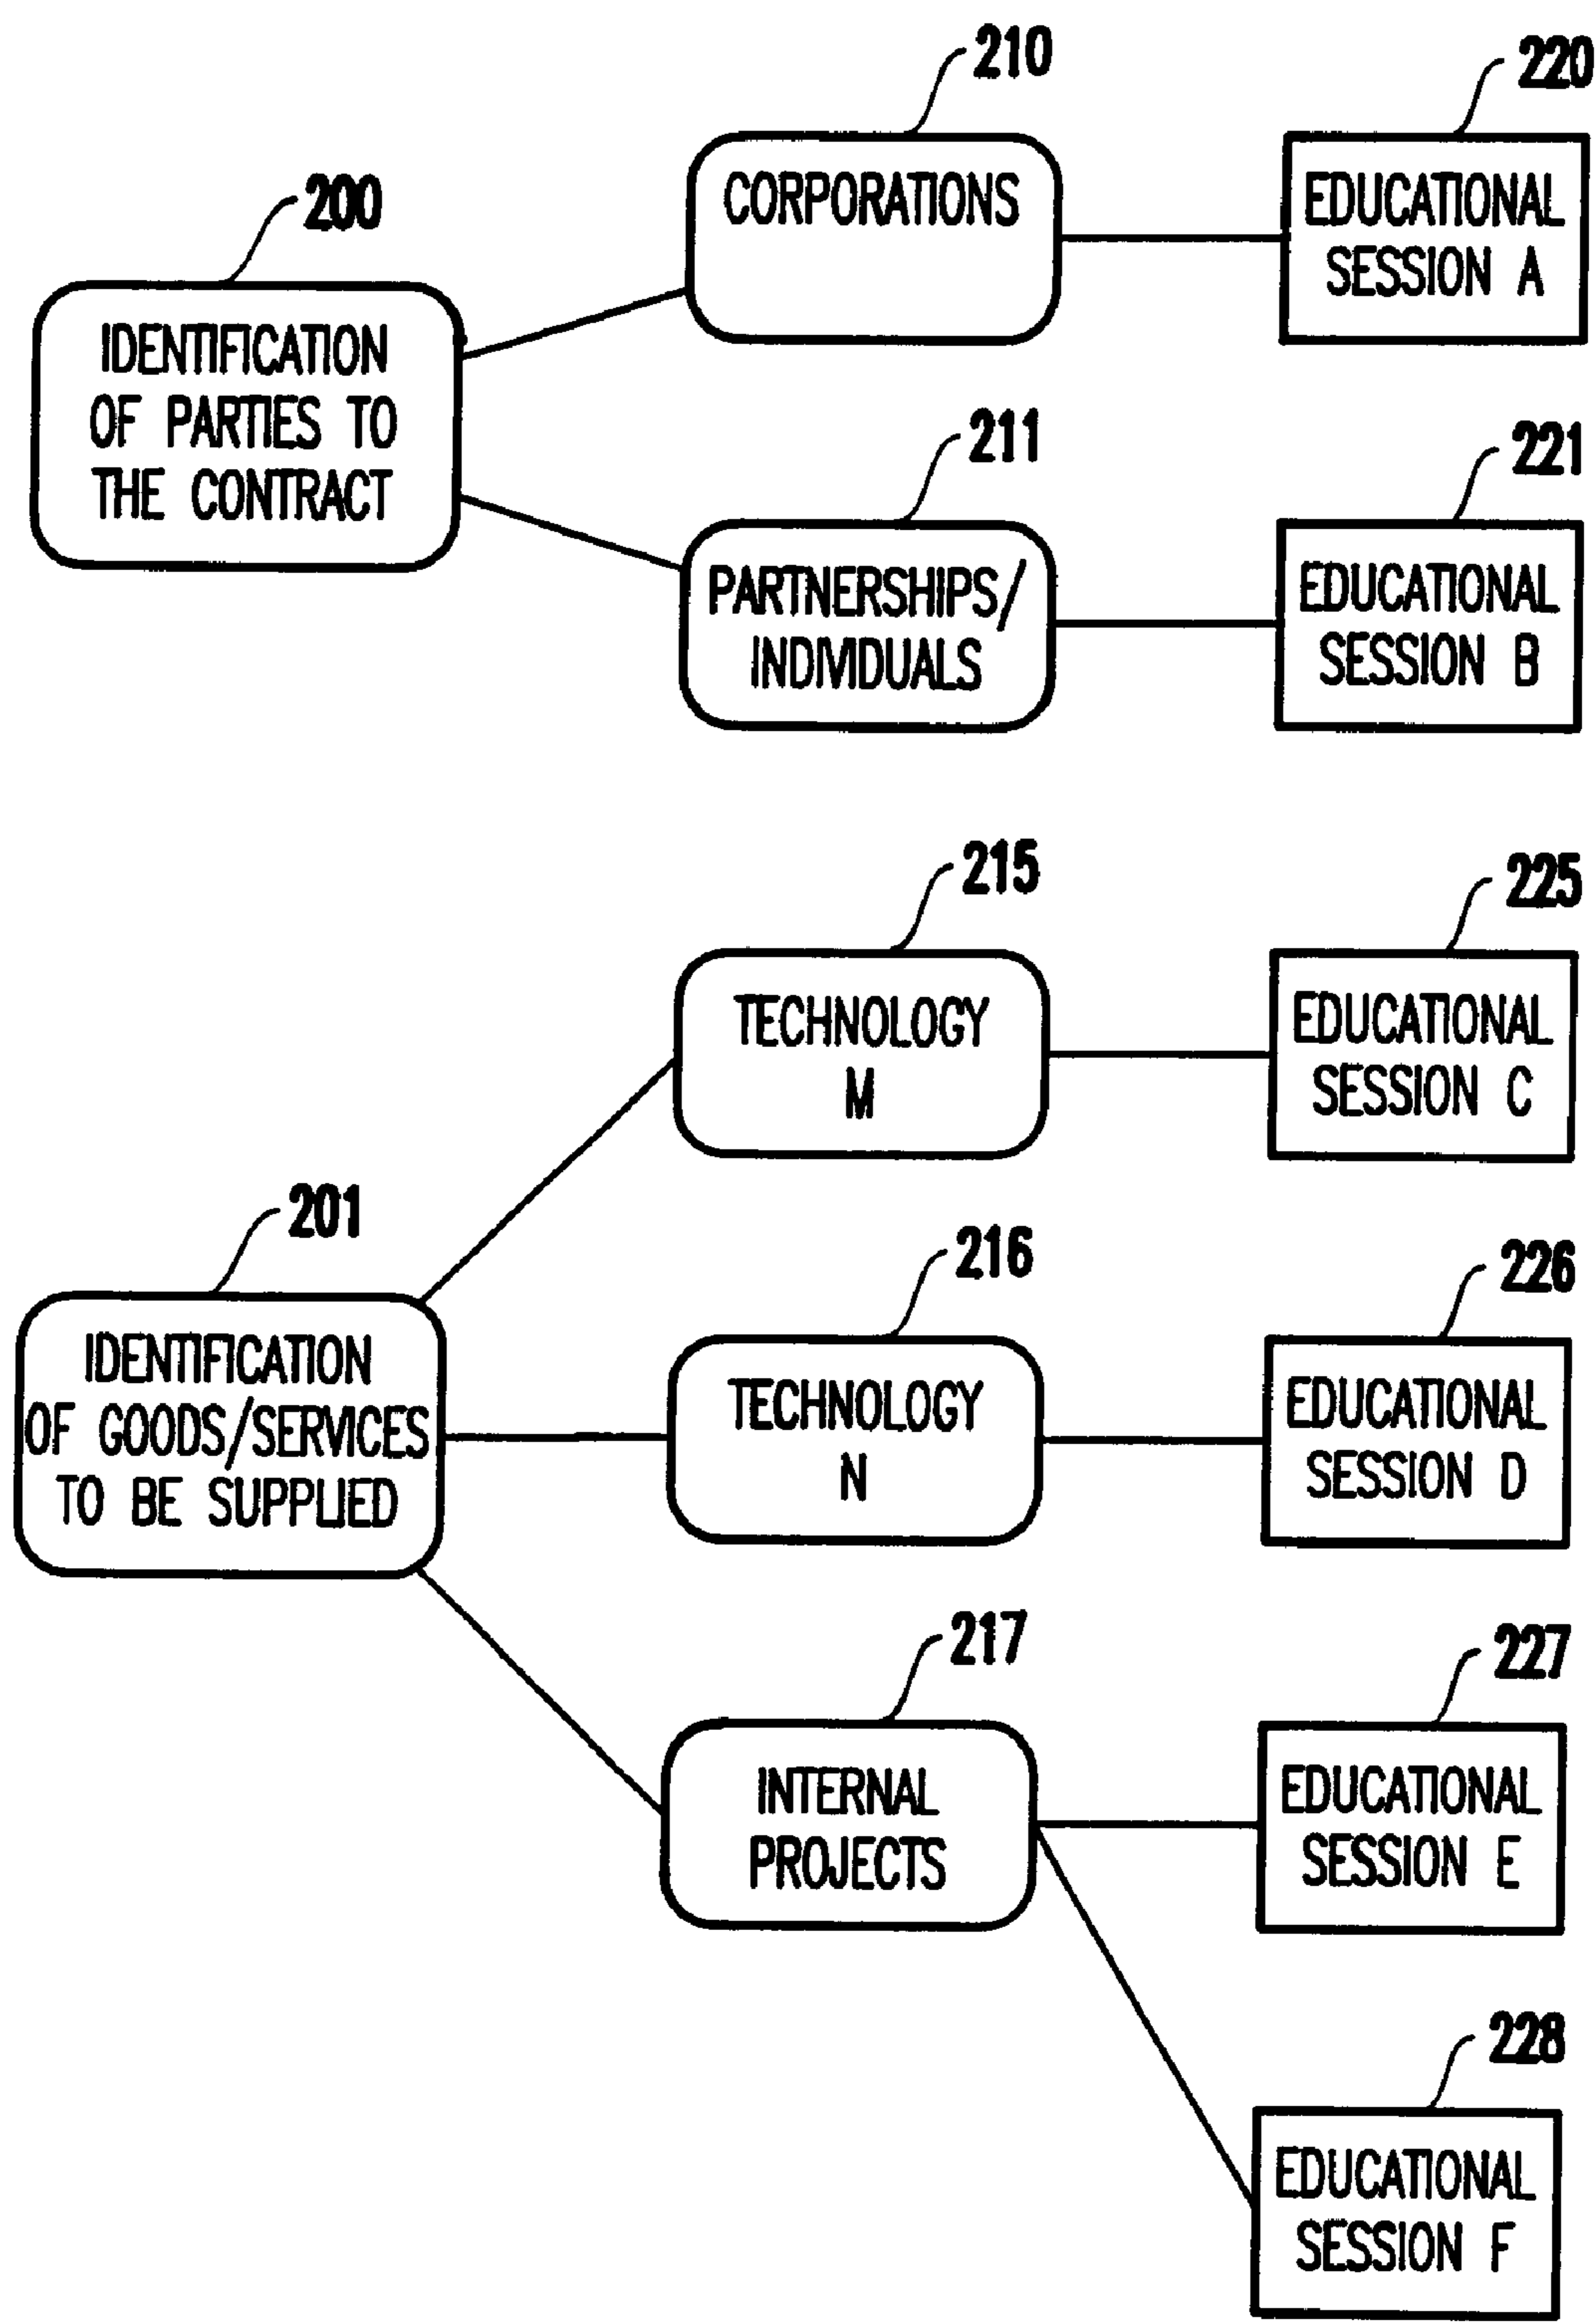 210
220
CORPORATIONS
EDUCATIONAL
SESSION A
200
IDENTIFICATION
OF PARTIES TO
THE CONTRACT
211
221
PARTNERSHIPS/
INDIVIDUALS
EDUCATIONAL
SESSION B
215
225
TECHNOLOGY
M
EDUCATIONAL
SESSION C
201
IDENTIFICATION
OF GOODS/SERVICES
TO BE SUPPLIED
216
226
TECHNOLOGY
N
EDUCATIONAL
SESSION D
217
227
INTERNAL
PROJECTS
EDUCATIONAL
SESSION E
228
EDUCATIONAL
SESSION F